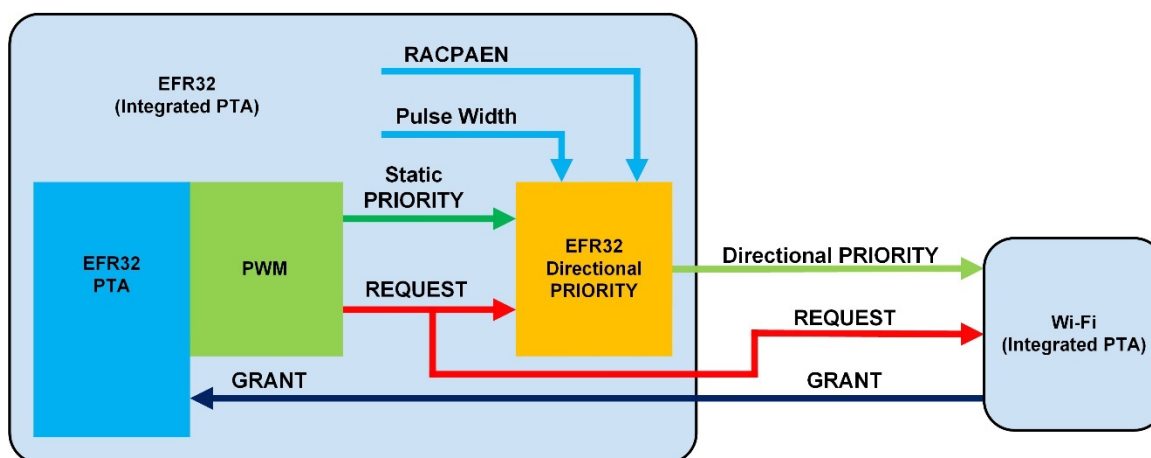 RACPAEN
EFR32
(Integrated PTA)
Pulse Width
Static
PRIORITY
EFR32
PTA
PWM
EFR32
Directional
PRIORITY
Directional PRIORITY
REQUEST
REQUEST
Wi-Fi
(Integrated PTA)
GRANT
GRANT